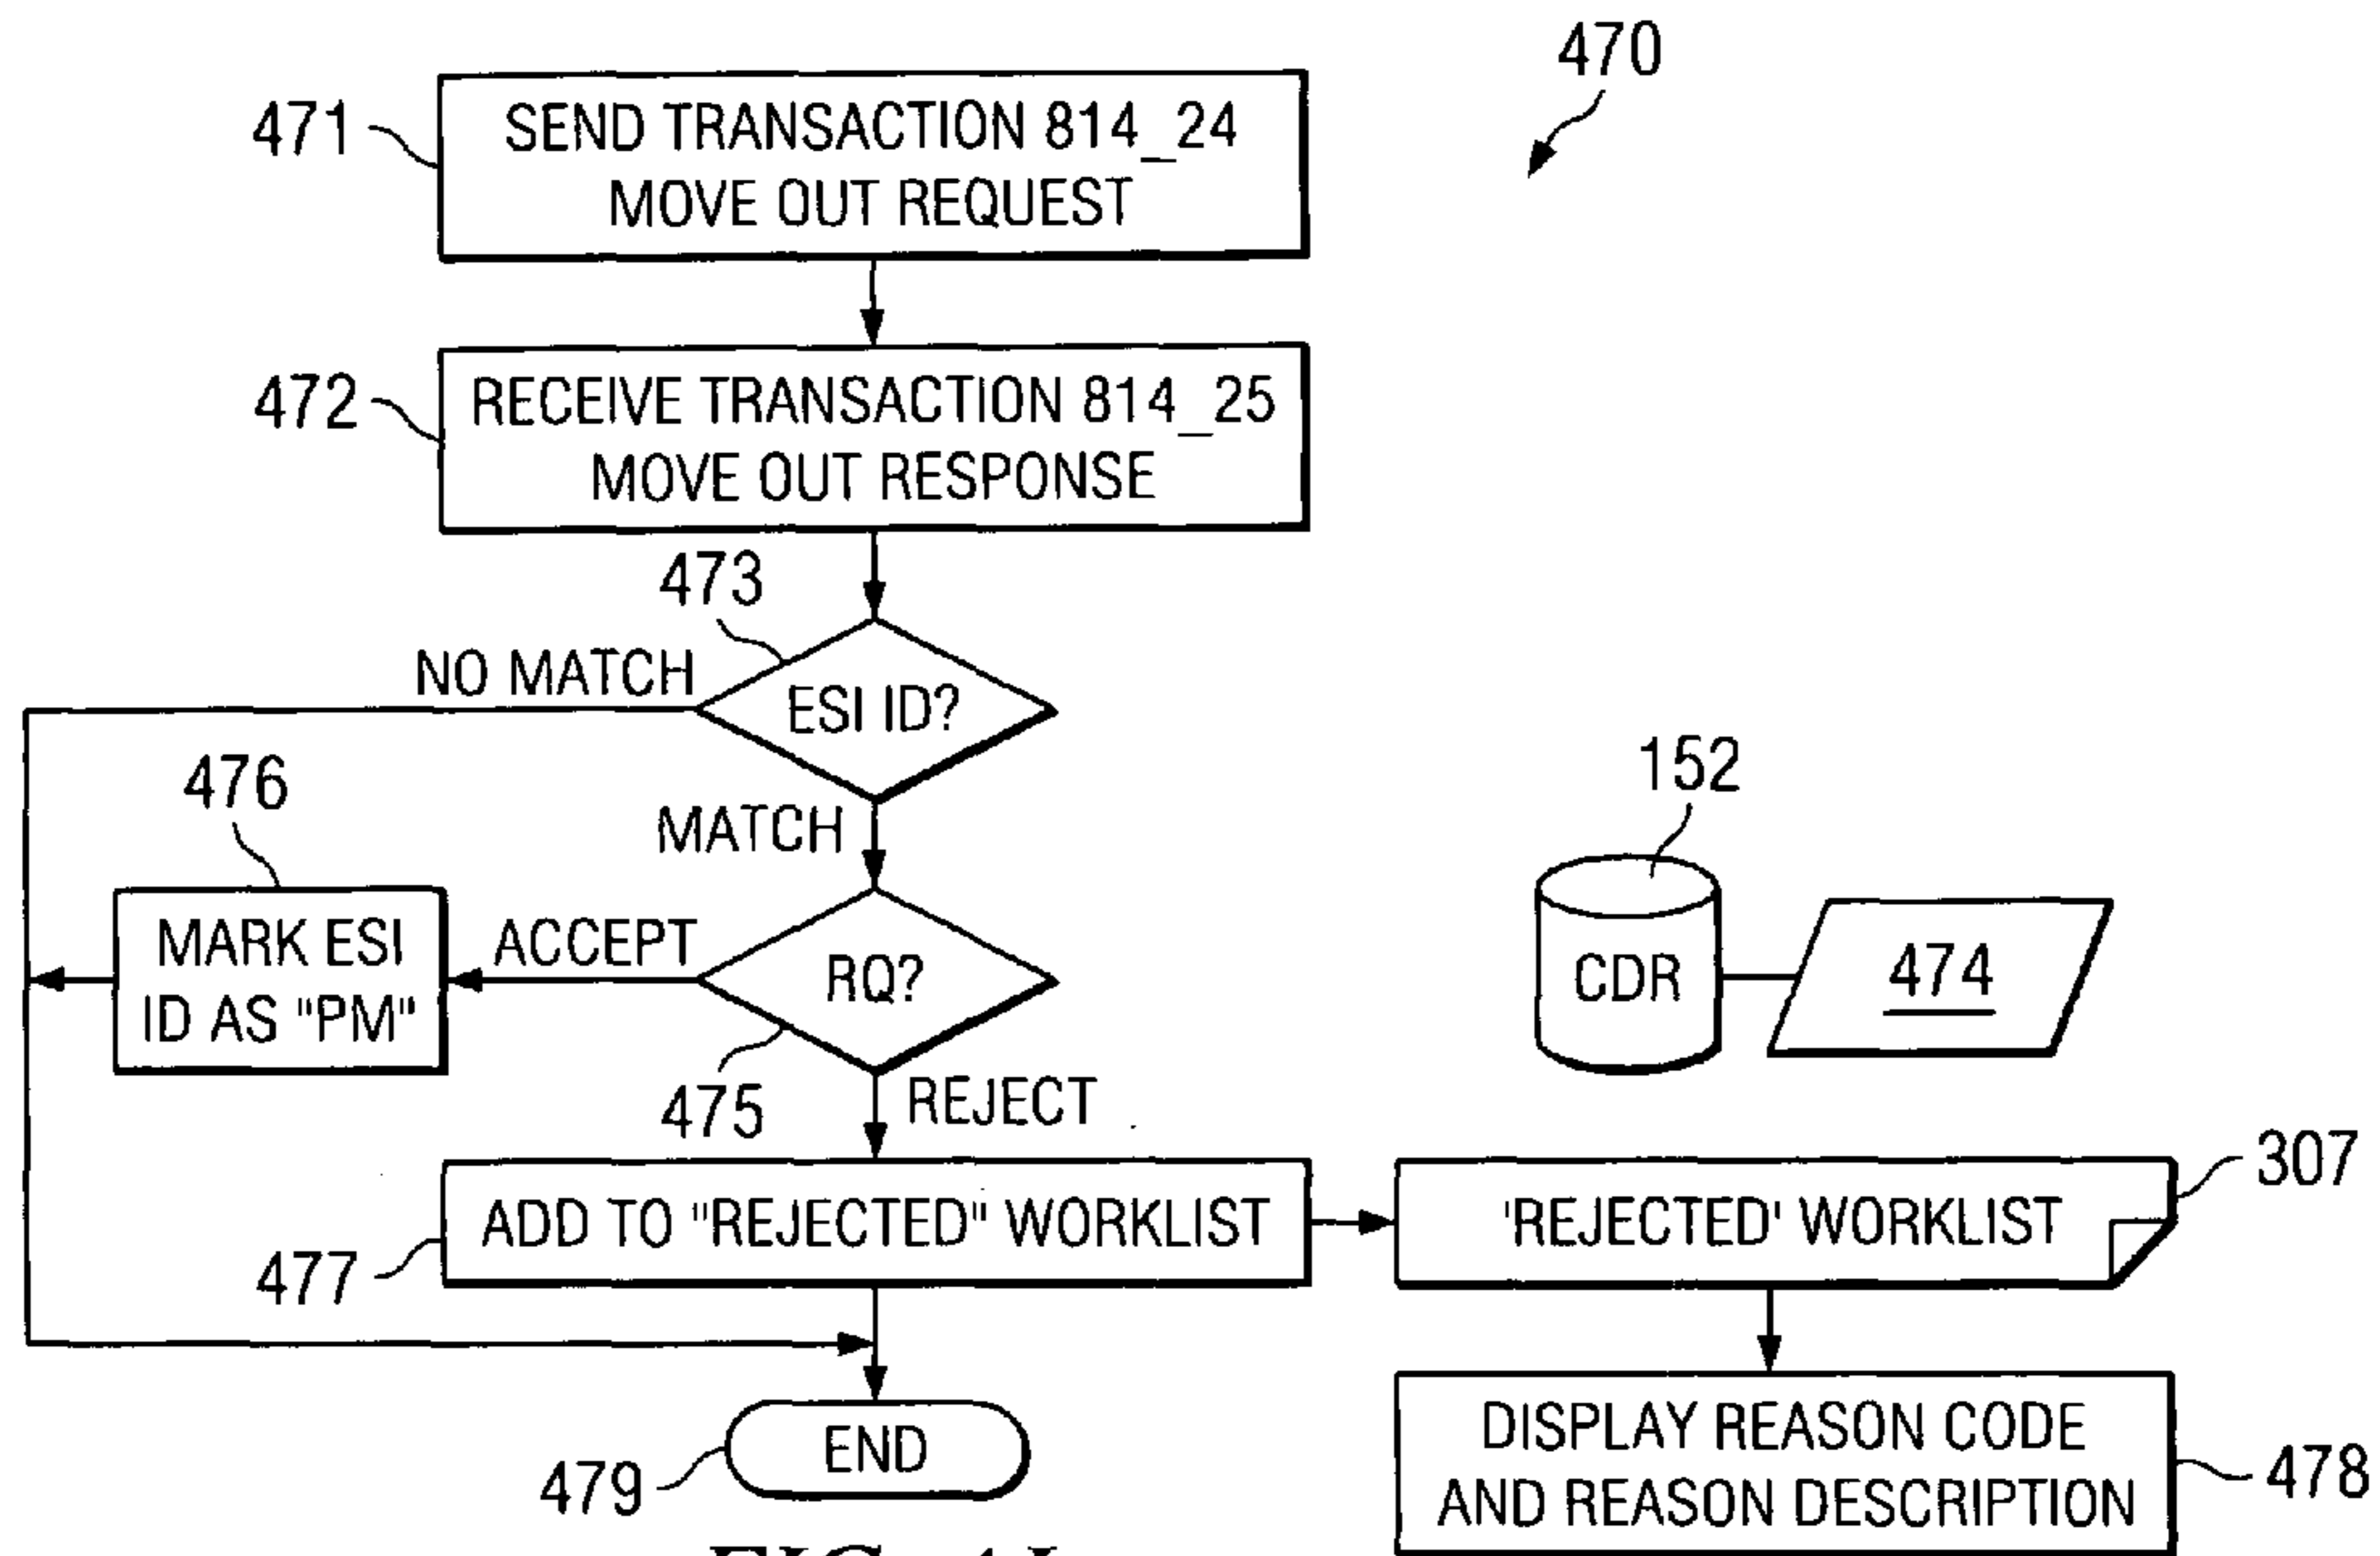 470
471
SEND TRANSACTION 814_24
MOVE OUT REQUEST
472
RECEIVE TRANSACTION 814_25
MOVE OUT RESPONSE
473
NO MATCH
ESI ID?
476
MATCH
152
MARK ESI
ID AS "PM"
ACCEPT
RQ?
CDR
474
475
REJECT
307
477
ADD TO "REJECTED" WORKLIST
'REJECTED' WORKLIST
479
END
DISPLAY REASON CODE
AND REASON DESCRIPTION
478